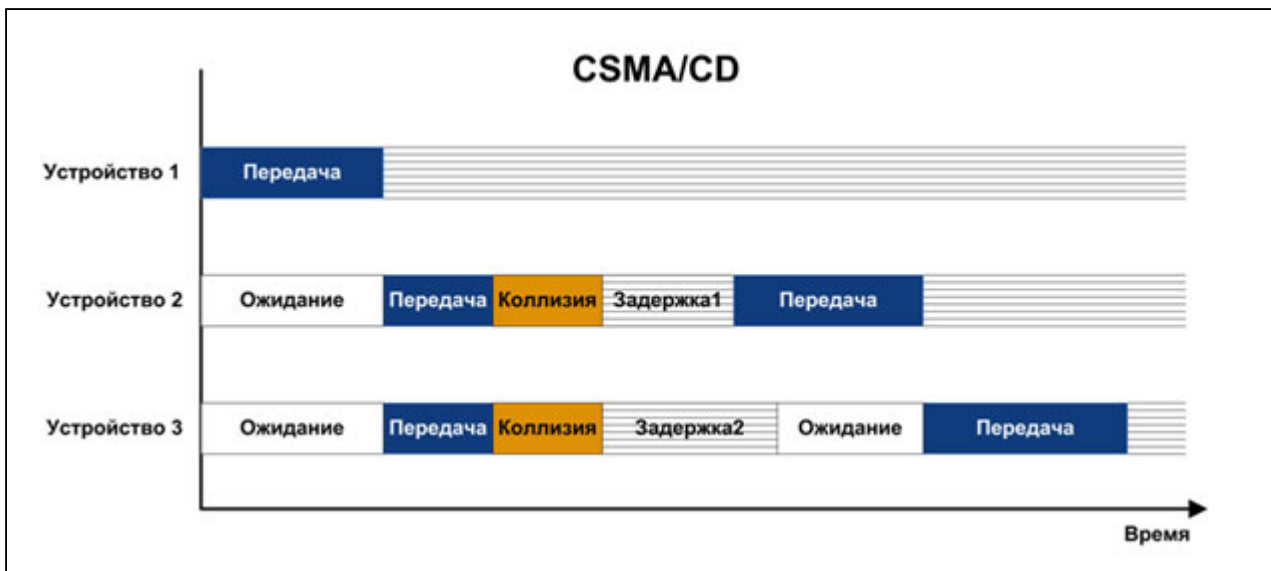 CSMA/CD
Устройство 1 Передача
Устройство 2 Ожидание Передача Коллизия Задержка1 Передача
Устройство 3 Ожидание Передача Коллизия Задержка2 Ожидание Передача
Время